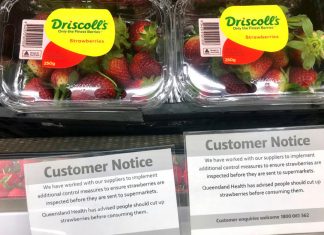 Driscoll's
Only the Finest Berries
Strawberries
250g
Driscoll's
Only the Finest Berries
Strawberries
250g
Customer Notice
We have worked with our suppliers to implement
additional control measures to ensure strawberries are
inspected before they are sent to supermarkets.
Queensland Health has advised people should cut up
strawberries before consuming them.
Customer Notice
We have worked with our suppliers to implement
additional control measures to ensure strawberries are
inspected before they are sent to supermarkets.
Queensland Health has advised people should cut up
strawberries before consuming them.
Customer enquiries welcome 1800 061 562